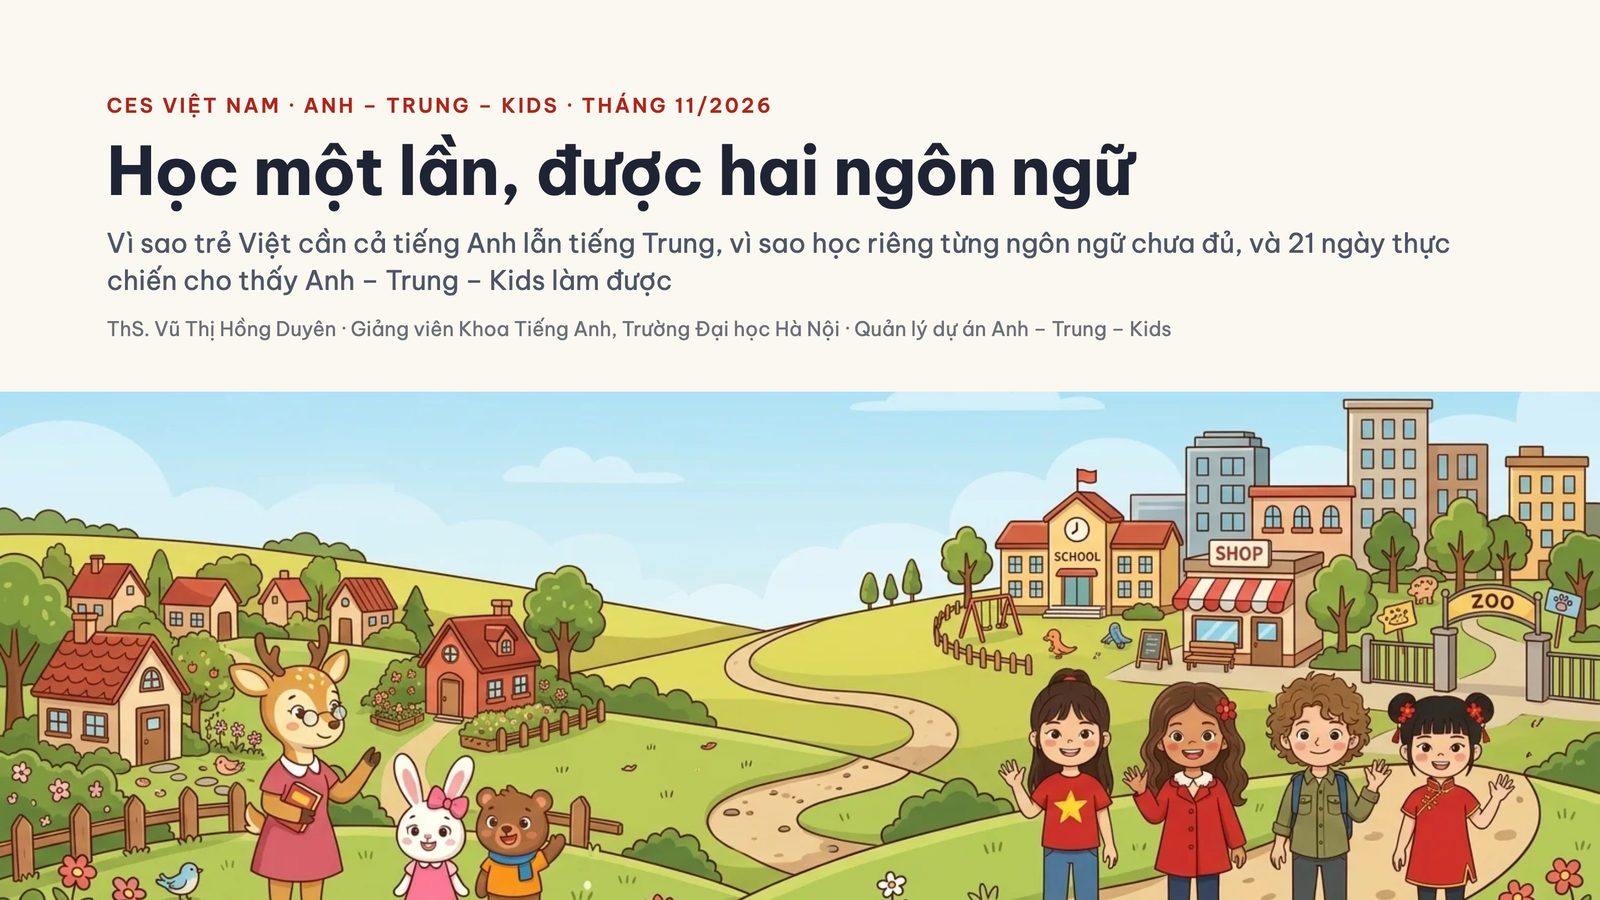 CES VIỆT NAM · ANH – TRUNG – KIDS · THÁNG 11/2026
Học một lần, được hai ngôn ngữ
Vì sao trẻ Việt cần cả tiếng Anh lẫn tiếng Trung, vì sao học riêng từng ngôn ngữ chưa đủ, và 21 ngày thực
chiến cho thấy Anh – Trung – Kids làm được
ThS. Vũ Thị Hồng Duyên · Giảng viên Khoa Tiếng Anh, Trường Đại học Hà Nội · Quản lý dự án Anh – Trung – Kids
SCHOOL
SHOP
ZOO